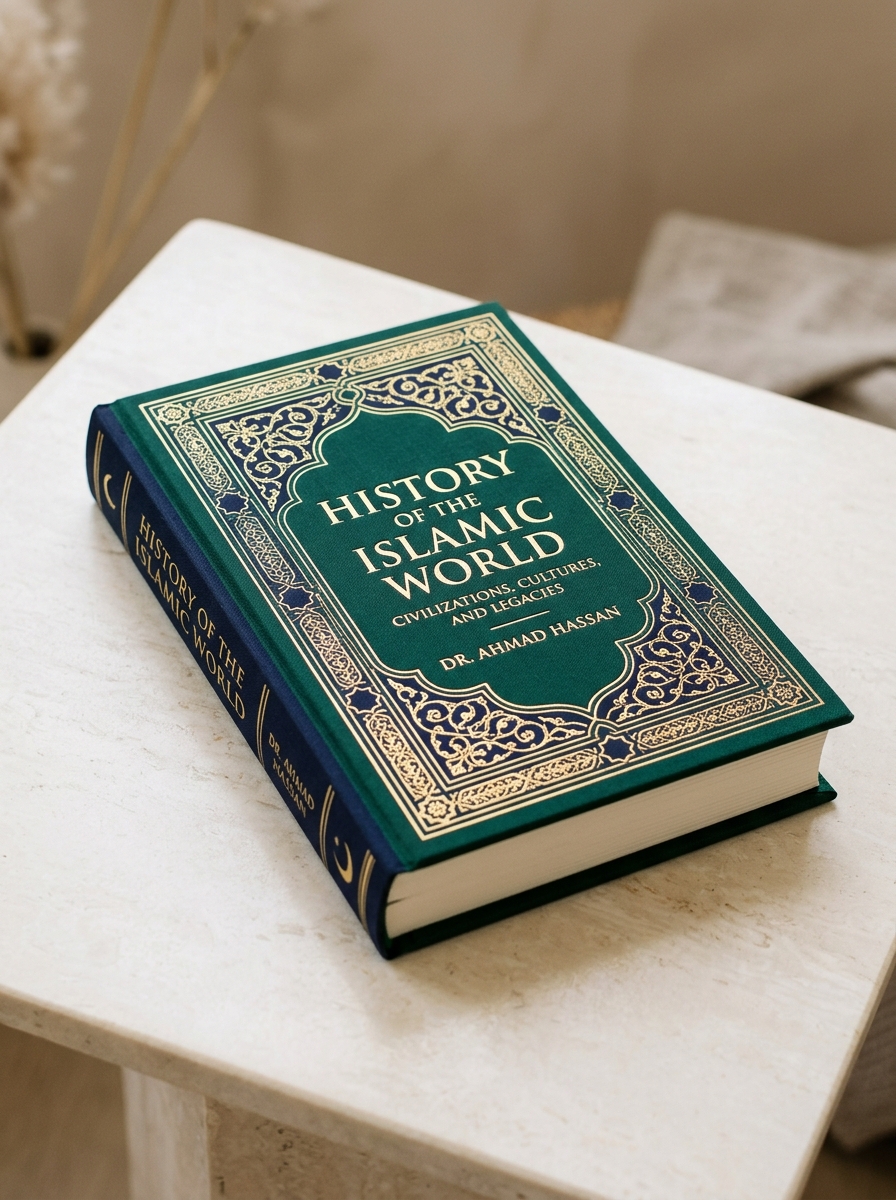 HISTORY
OF THE
ISLAMIC
WORLD
CIVILIZATIONS, CULTURES,
AND LEGACIES
DR. AHMAD HASSAN
HISTORY OF THE
ISLAMIC WORLD
DR. AHMAD
HASSAN